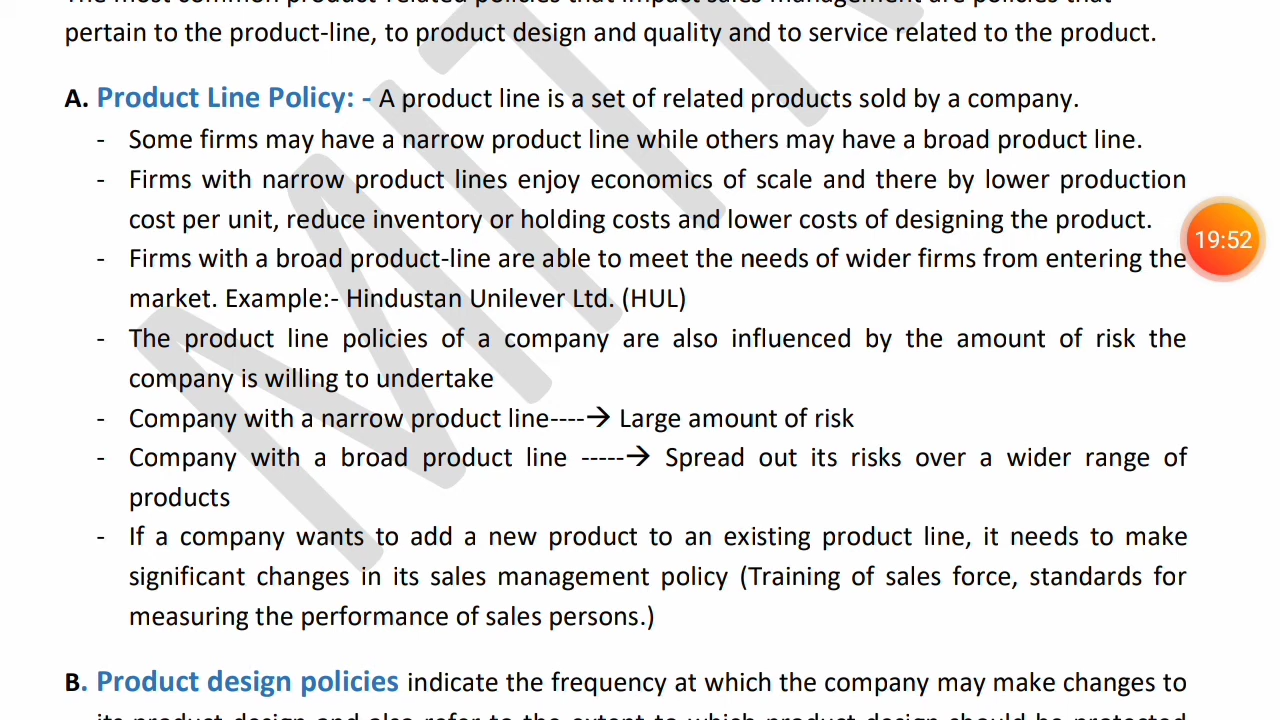 pertain to the product-line, to product design and quality and to service related to the product.
A. Product Line Policy: - A product line is a set of related products sold by a company.
- Some firms may have a narrow product line while others may have a broad product line.
- Firms with narrow product lines enjoy economics of scale and there by lower production
cost per unit, reduce inventory or holding costs and lower costs of designing the product.
19:52
- Firms with a broad product-line are able to meet the needs of wider firms from entering the
market. Example:- Hindustan Unilever Ltd. (HUL)
- The product line policies of a company are also influenced by the amount of risk the
company is willing to undertake
- Company with a narrow product line----→ Large amount of risk
- Company with a broad product line -----→ Spread out its risks over a wider range of
products
- If a company wants to add a new product to an existing product line, it needs to make
significant changes in its sales management policy (Training of sales force, standards for
measuring the performance of sales persons.)
B. Product design policies indicate the frequency at which the company may make changes to